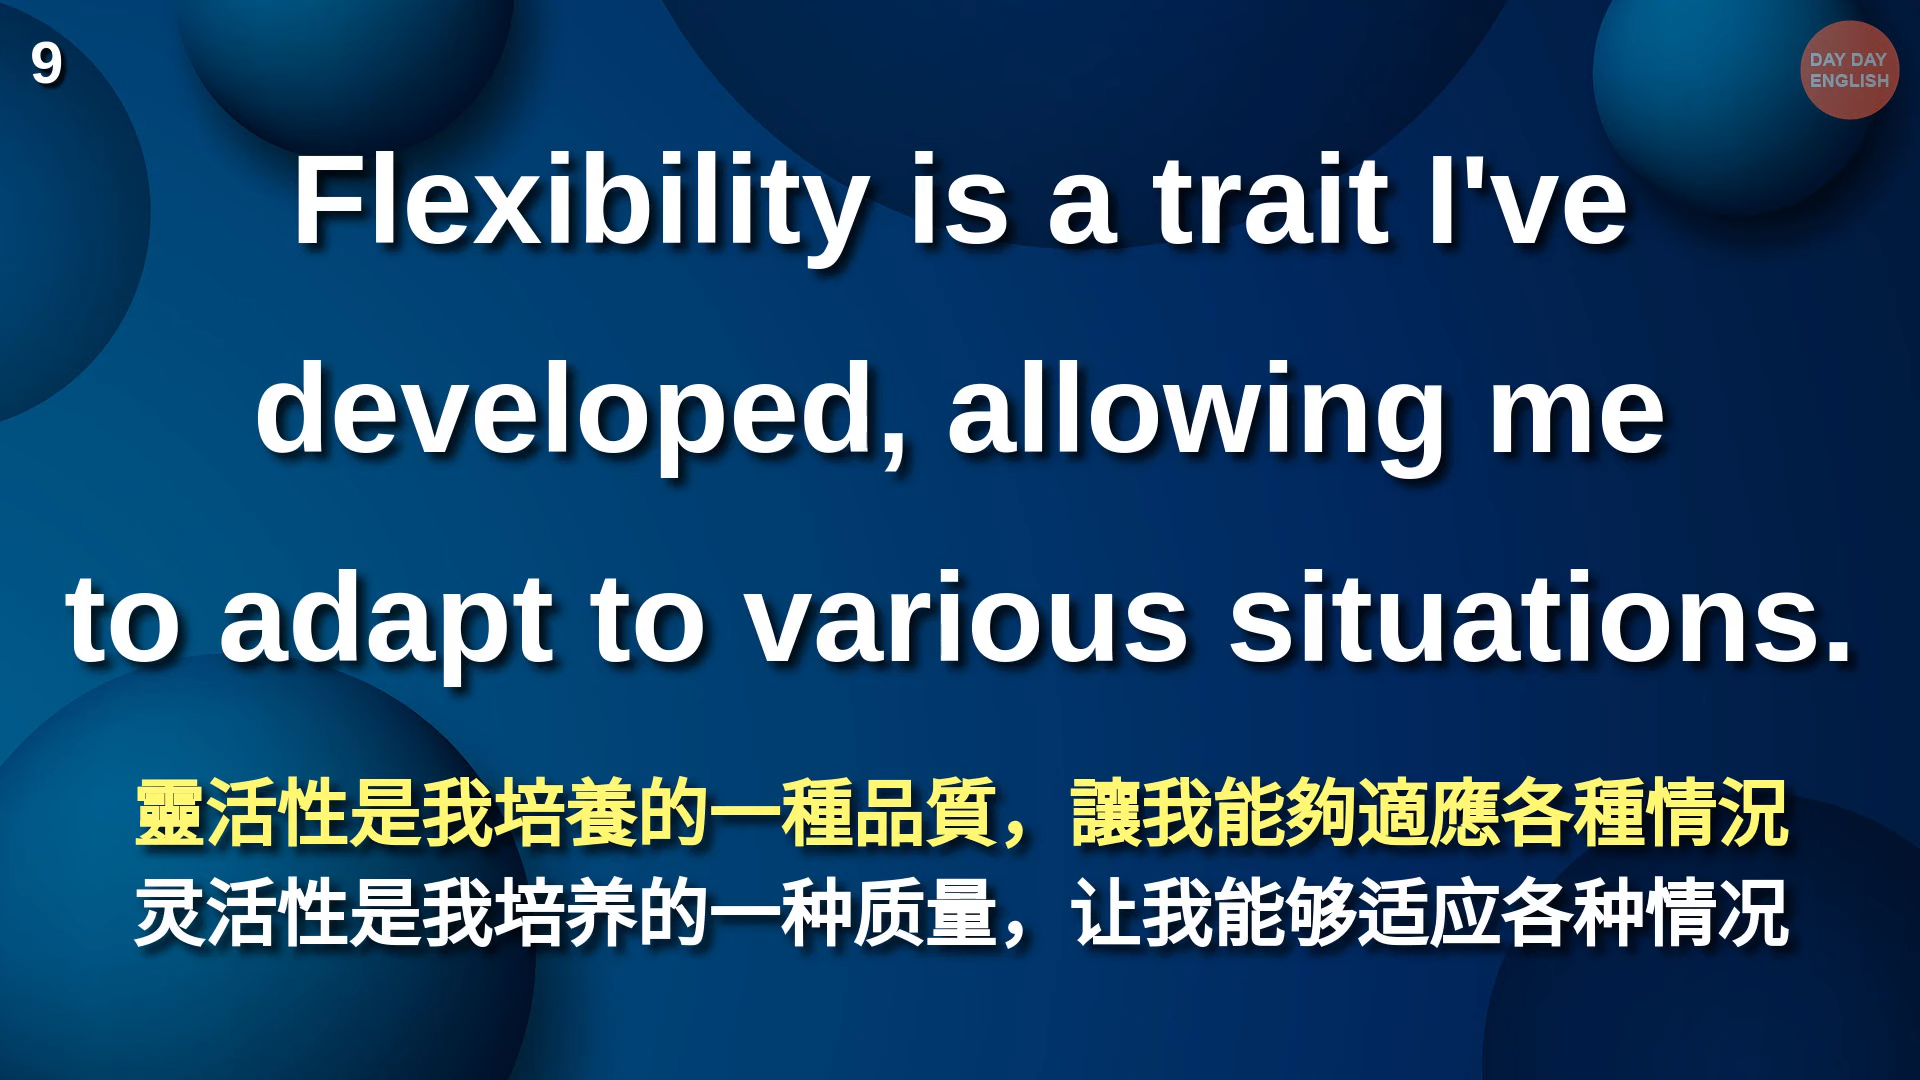 9
DAY DAY
ENGLISH
Flexibility is a trait I've
developed, allowing me
to adapt to various situations.
靈活性是我培養的一種品質，讓我能夠適應各種情況
灵活性是我培养的一种质量，让我能够适应各种情况